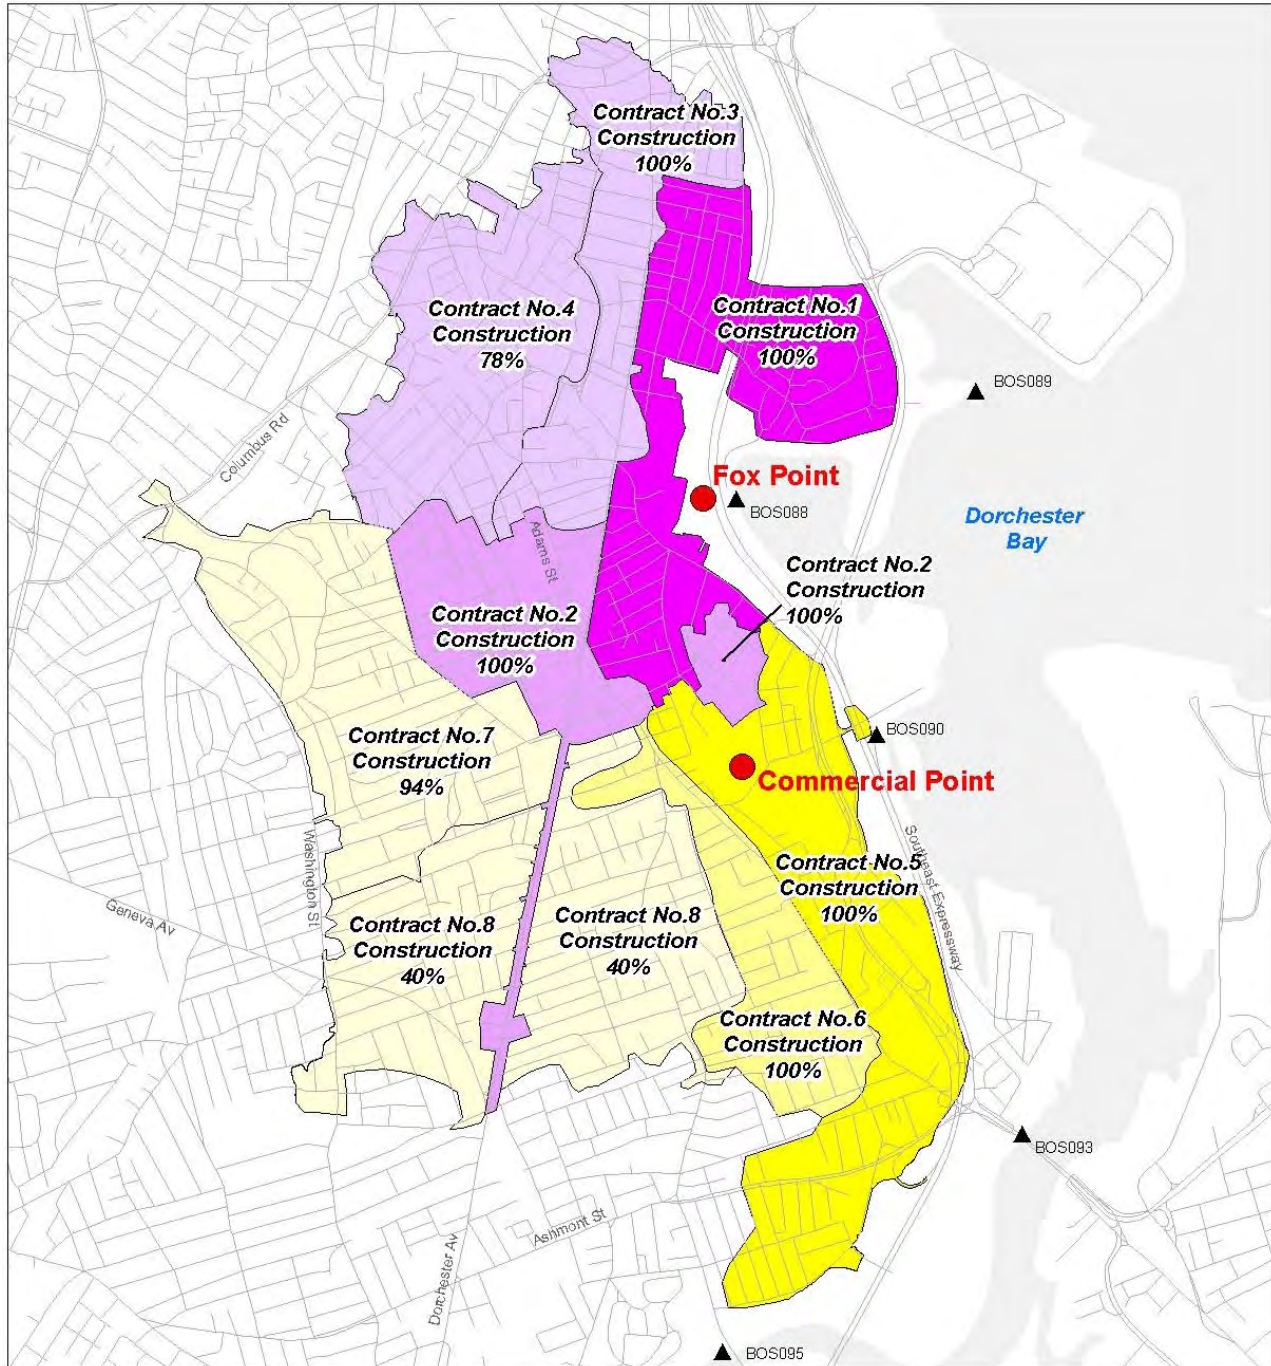 Contract No.3
Construction
100%
Contract No.4
Construction
78%
Contract No.1
Construction
100%
BOS089
Columbus Rd
Fox Point
BOS088
Dorchester
Bay
Adams St
Contract No.2
Construction
100%
Contract No.2
Construction
100%
Contract No.7
Construction
94%
BOS090
Commercial Point
Washington St
Southeast Expressway
Contract No.5
Construction
100%
Geneva Av
Contract No.8
Construction
40%
Contract No.8
Construction
40%
Contract No.6
Construction
100%
BOS093
Ashmont St
Dorchester Av
BOS095